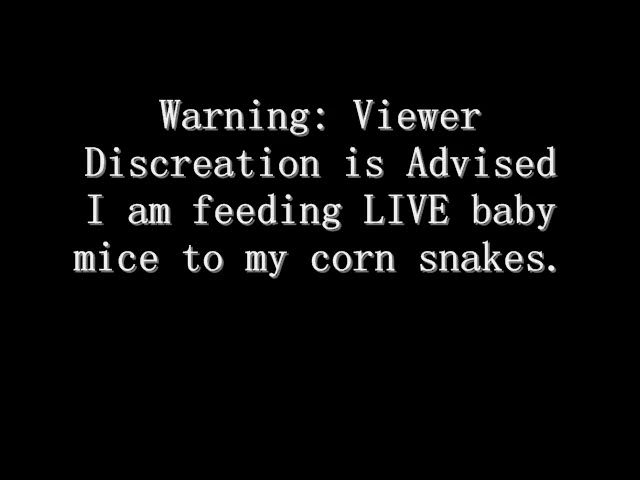 Warning: Viewer
Discreation is Advised
I am feeding LIVE baby
mice to my corn snakes.